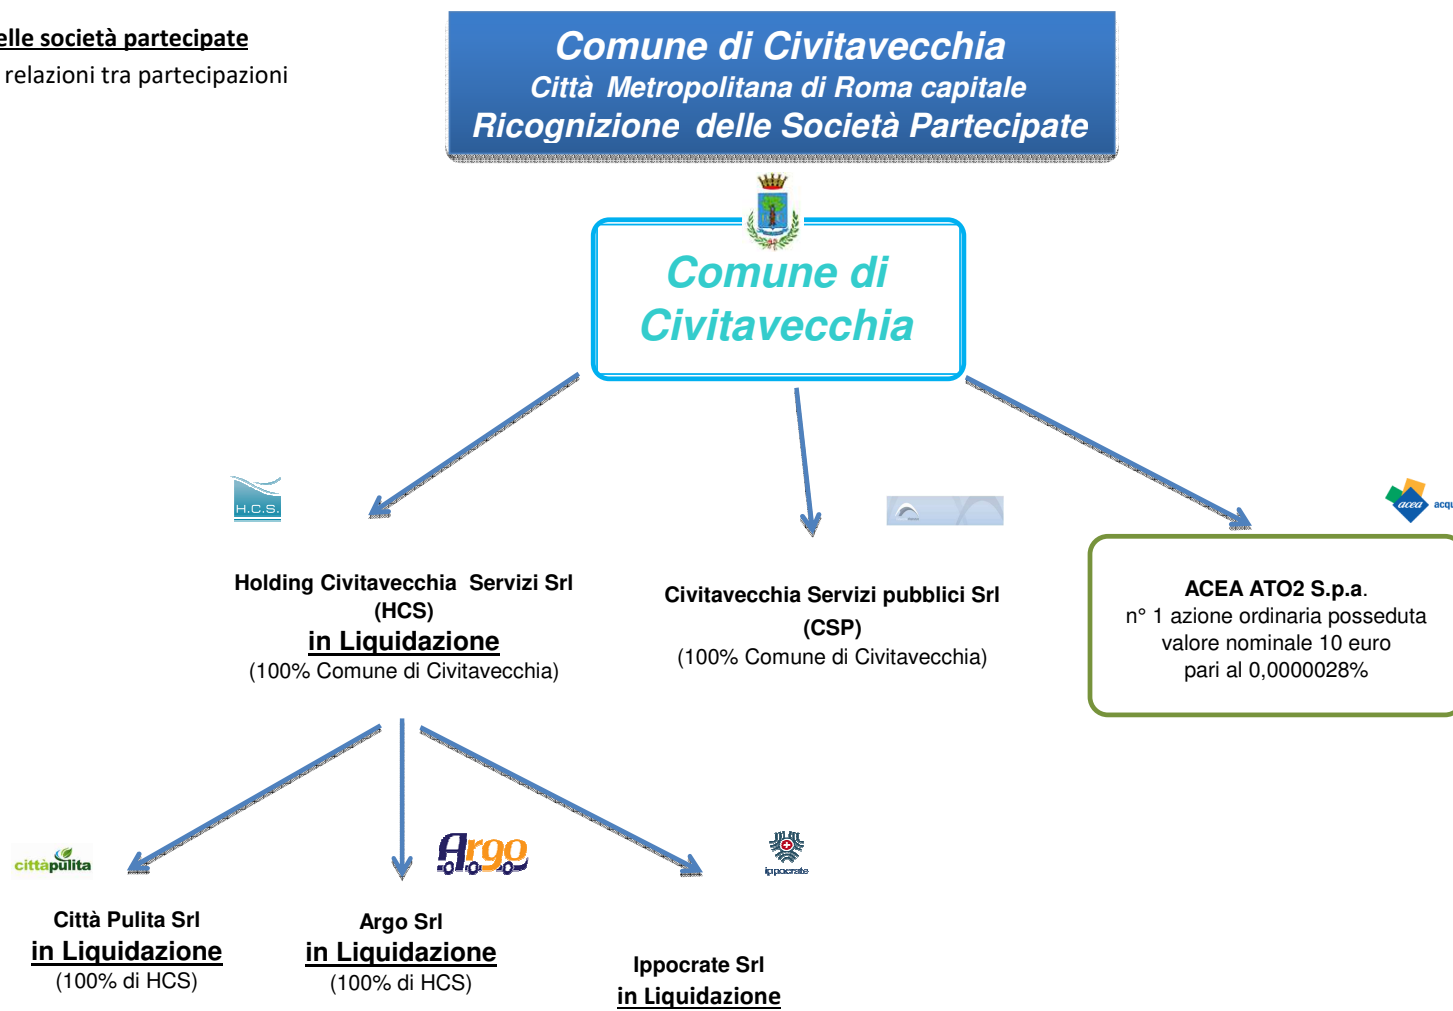 elle società partecipate
relazioni tra partecipazioni
Comune di Civitavecchia
Città Metropolitana di Roma capitale
Ricognizione delle Società Partecipate
Comune di
Civitavecchia
H.C.S.
acea acqu
Holding Civitavecchia Servizi Srl
(HCS)
in Liquidazione
(100% Comune di Civitavecchia)
Civitavecchia Servizi pubblici Srl
(CSP)
(100% Comune di Civitavecchia)
ACEA ATO2 S.p.a.
n° 1 azione ordinaria posseduta
valore nominale 10 euro
pari al 0,0000028%
cittàpulita
Argo
ippocrate
Città Pulita Srl
in Liquidazione
(100% di HCS)
Argo Srl
in Liquidazione
(100% di HCS)
Ippocrate Srl
in Liquidazione